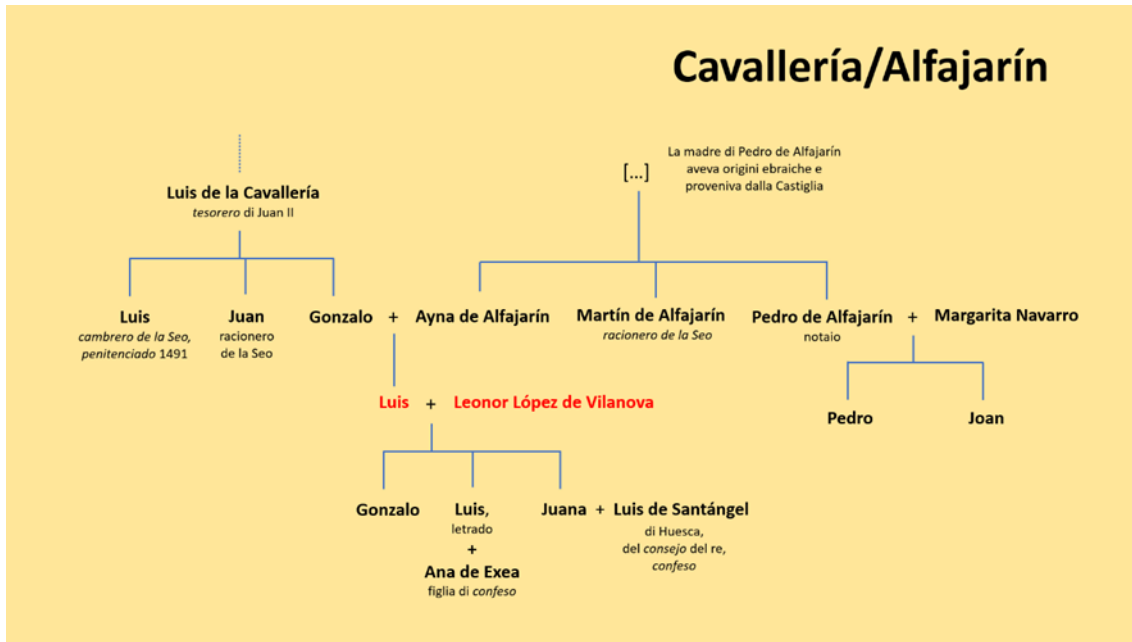 Cavallería/Alfajarín
La madre di Pedro de Alfajarín
aveva origini ebraiche e
proveniva dalla Castiglia
[...]
Luis de la Cavallería
tesorero di Juan II
Luis
cambrero de la Seo,
penitenciado 1491
Juan
racionero
de la Seo
Gonzalo + Ayna de Alfajarín
Martín de Alfajarín
racionero de la Seo
Pedro de Alfajarín + Margarita Navarro
notaio
Luis + Leonor López de Vilanova
Pedro
Joan
Gonzalo
Luis,
letrado
+
Ana de Exea
figlia di confeso
Juana + Luis de Santángel
di Huesca,
del consejo del re,
confeso